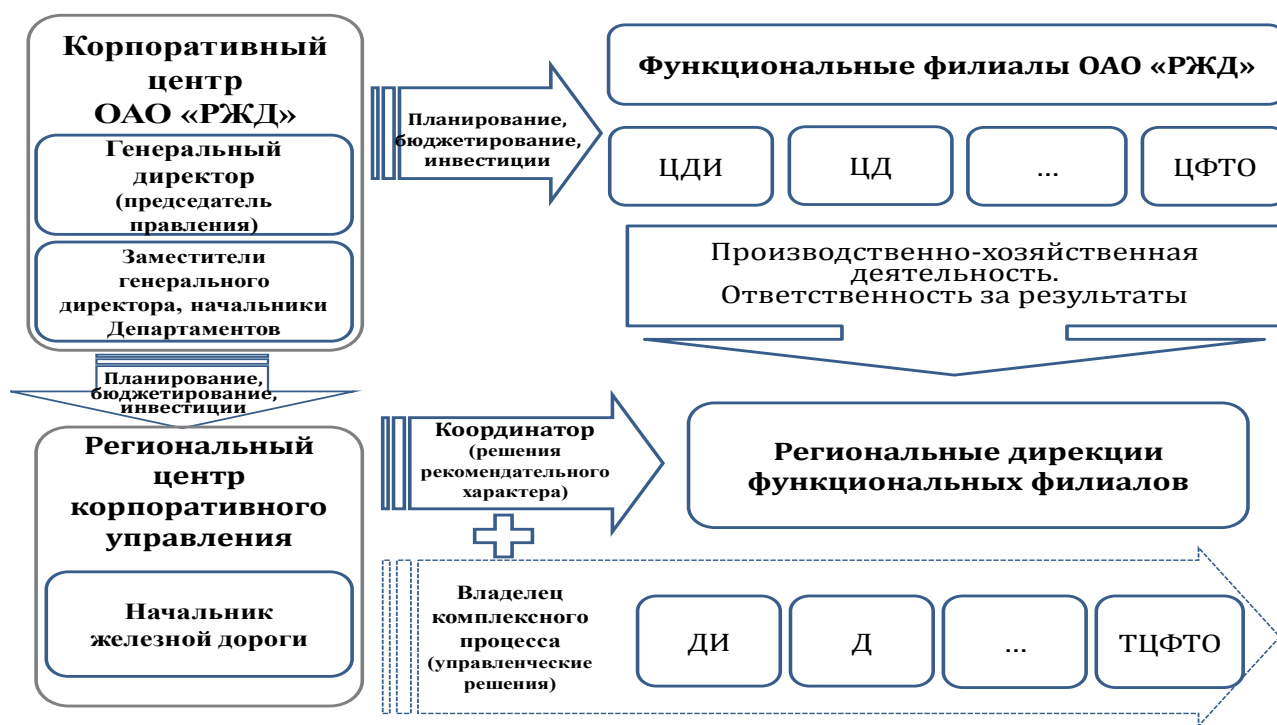 Корпоративный
центр
ОАО «РЖД»
Генеральный
директор
(председатель
правления)
Заместители
генерального
директора, начальники
Департаментов
Планирование,
бюджетирование,
инвестиции
Функциональные филиалы ОАО «РЖД»
ЦДИ
ЦД
...
ЦФТО
Производственно-хозяйственная
деятельность.
Ответственность за результаты
Планирование,
бюджетирование,
инвестиции
Региональный
центр
корпоративного
управления
Начальник
железной дороги
Координатор
(решения
рекомендательного
характера)
Региональные дирекции
функциональных филиалов
Владелец
комплексного
процесса
(управленческие
решения)
ДИ
Д
...
ТЦФТО